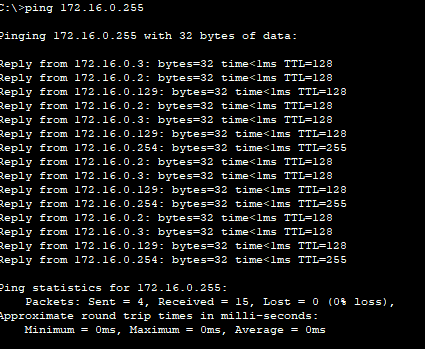 C:\>ping 172.16.0.255
Pinging 172.16.0.255 with 32 bytes of data:
Reply from 172.16.0.3: bytes=32 time<1ms TTL=128
Reply from 172.16.0.2: bytes=32 time<1ms TTL=128
Reply from 172.16.0.129: bytes=32 time<1ms TTL=128
Reply from 172.16.0.2: bytes=32 time<1ms TTL=128
Reply from 172.16.0.3: bytes=32 time<1ms TTL=128
Reply from 172.16.0.129: bytes=32 time<1ms TTL=128
Reply from 172.16.0.254: bytes=32 time<1ms TTL=255
Reply from 172.16.0.2: bytes=32 time<1ms TTL=128
Reply from 172.16.0.3: bytes=32 time<1ms TTL=128
Reply from 172.16.0.129: bytes=32 time<1ms TTL=128
Reply from 172.16.0.254: bytes=32 time<1ms TTL=255
Reply from 172.16.0.2: bytes=32 time<1ms TTL=128
Reply from 172.16.0.3: bytes=32 time<1ms TTL=128
Reply from 172.16.0.129: bytes=32 time<1ms TTL=128
Reply from 172.16.0.254: bytes=32 time<1ms TTL=255
Ping statistics for 172.16.0.255:
Packets: Sent = 4, Received = 15, Lost = 0 (0% loss),
Approximate round trip times in milli-seconds:
Minimum = 0ms, Maximum = 0ms, Average = 0ms